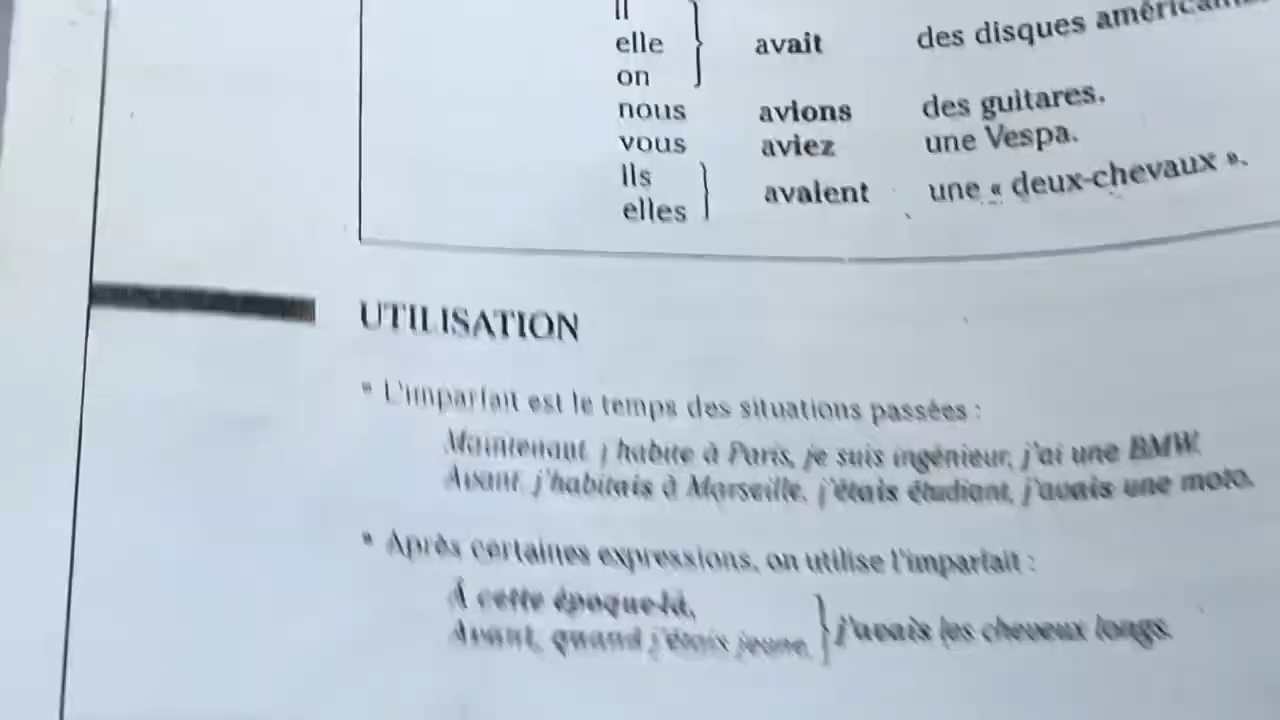 il
elle avait des disques américains
on
nous avions des guitares.
vous aviez une Vespa.
ils
avaient une « deux-chevaux ».
elles
UTILISATION
• L'imparfait est le temps des situations passées :
Maintenant j'habite à Paris, je suis ingénieur, j'ai une BMW.
Avant, j'habitais à Marseille, j'étais étudiant, j'avais une moto.
• Après certaines expressions, on utilise l'imparfait :
À cette époque-là,
Avant, quand j'étais jeune, } j'avais les cheveux longs.